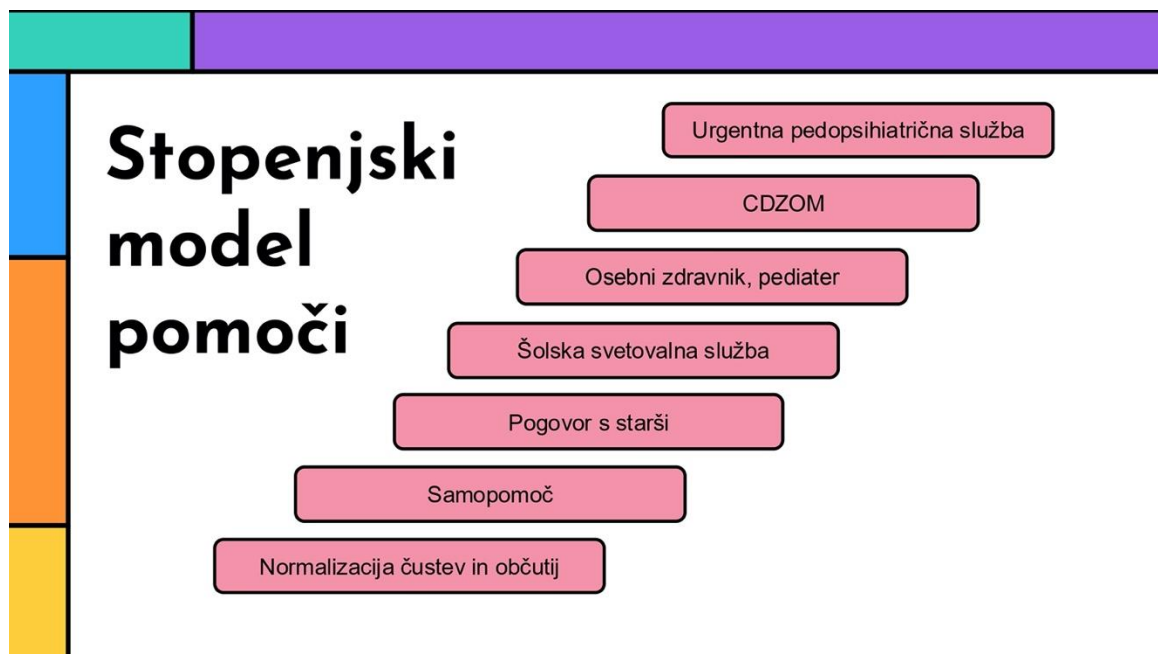 Stopenjski
model
pomoči
Urgentna pedopsihiatrična služba
CDZOM
Osebni zdravnik, pediater
Šolska svetovalna služba
Pogovor s starši
Samopomoč
Normalizacija čustev in občutij